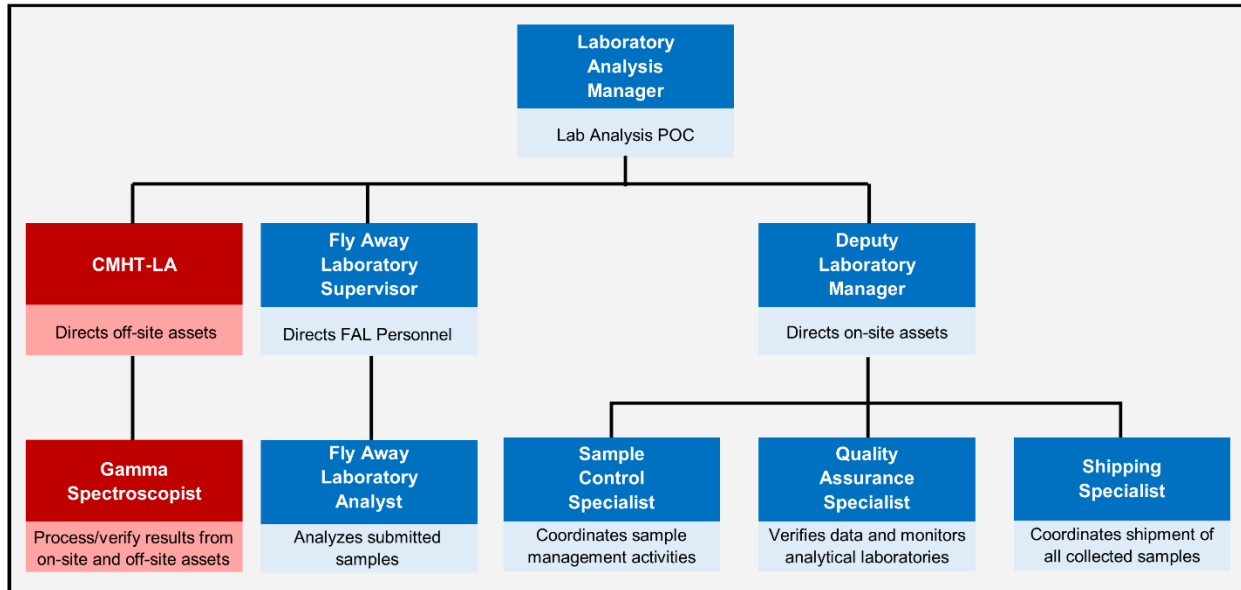 Laboratory
Analysis
Manager
Lab Analysis POC
CMHT-LA
Directs off-site assets
Fly Away
Laboratory
Supervisor
Directs FAL Personnel
Deputy
Laboratory
Manager
Directs on-site assets
Gamma
Spectroscopist
Process/verify results from
on-site and off-site assets
Fly Away
Laboratory
Analyst
Analyzes submitted
samples
Sample
Control
Specialist
Coordinates sample
management activities
Quality
Assurance
Specialist
Verifies data and monitors
analytical laboratories
Shipping
Specialist
Coordinates shipment of
all collected samples